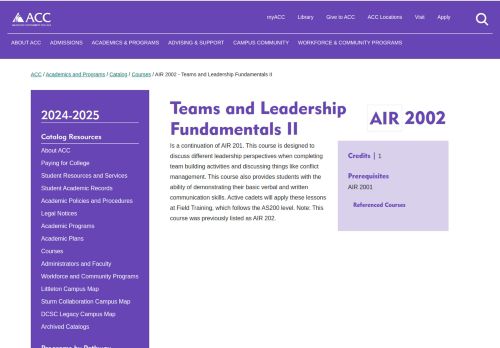 ACC
myACC Library Give to ACC ACC Locations Visit Apply
ABOUT ACC ADMISSIONS ACADEMICS & PROGRAMS ADVISING & SUPPORT CAMPUS COMMUNITY WORKFORCE & COMMUNITY PROGRAMS
ACC / Academics and Programs / Catalog / Courses / AIR 2002 - Teams and Leadership Fundamentals II
2024-2025
Catalog Resources
About ACC
Paying for College
Student Resources and Services
Student Academic Records
Academic Policies and Procedures
Legal Notices
Academic Programs
Academic Plans
Courses
Administrators and Faculty
Workforce and Community Programs
Littleton Campus Map
Sturm Collaboration Campus Map
DCSC Legacy Campus Map
Archived Catalogs
Programs by Pathway
Teams and Leadership
Fundamentals II
Is a continuation of AIR 201. This course is designed to
discuss different leadership perspectives when completing
team building activities and discussing things like conflict
management. This course also provides students with the
ability of demonstrating their basic verbal and written
communication skills. Active cadets will apply these lessons
at Field Training, which follows the AS200 level. Note: This
course was previously listed as AIR 202.
AIR 2002
Credits | 1
Prerequisites
AIR 2001
Referenced Courses